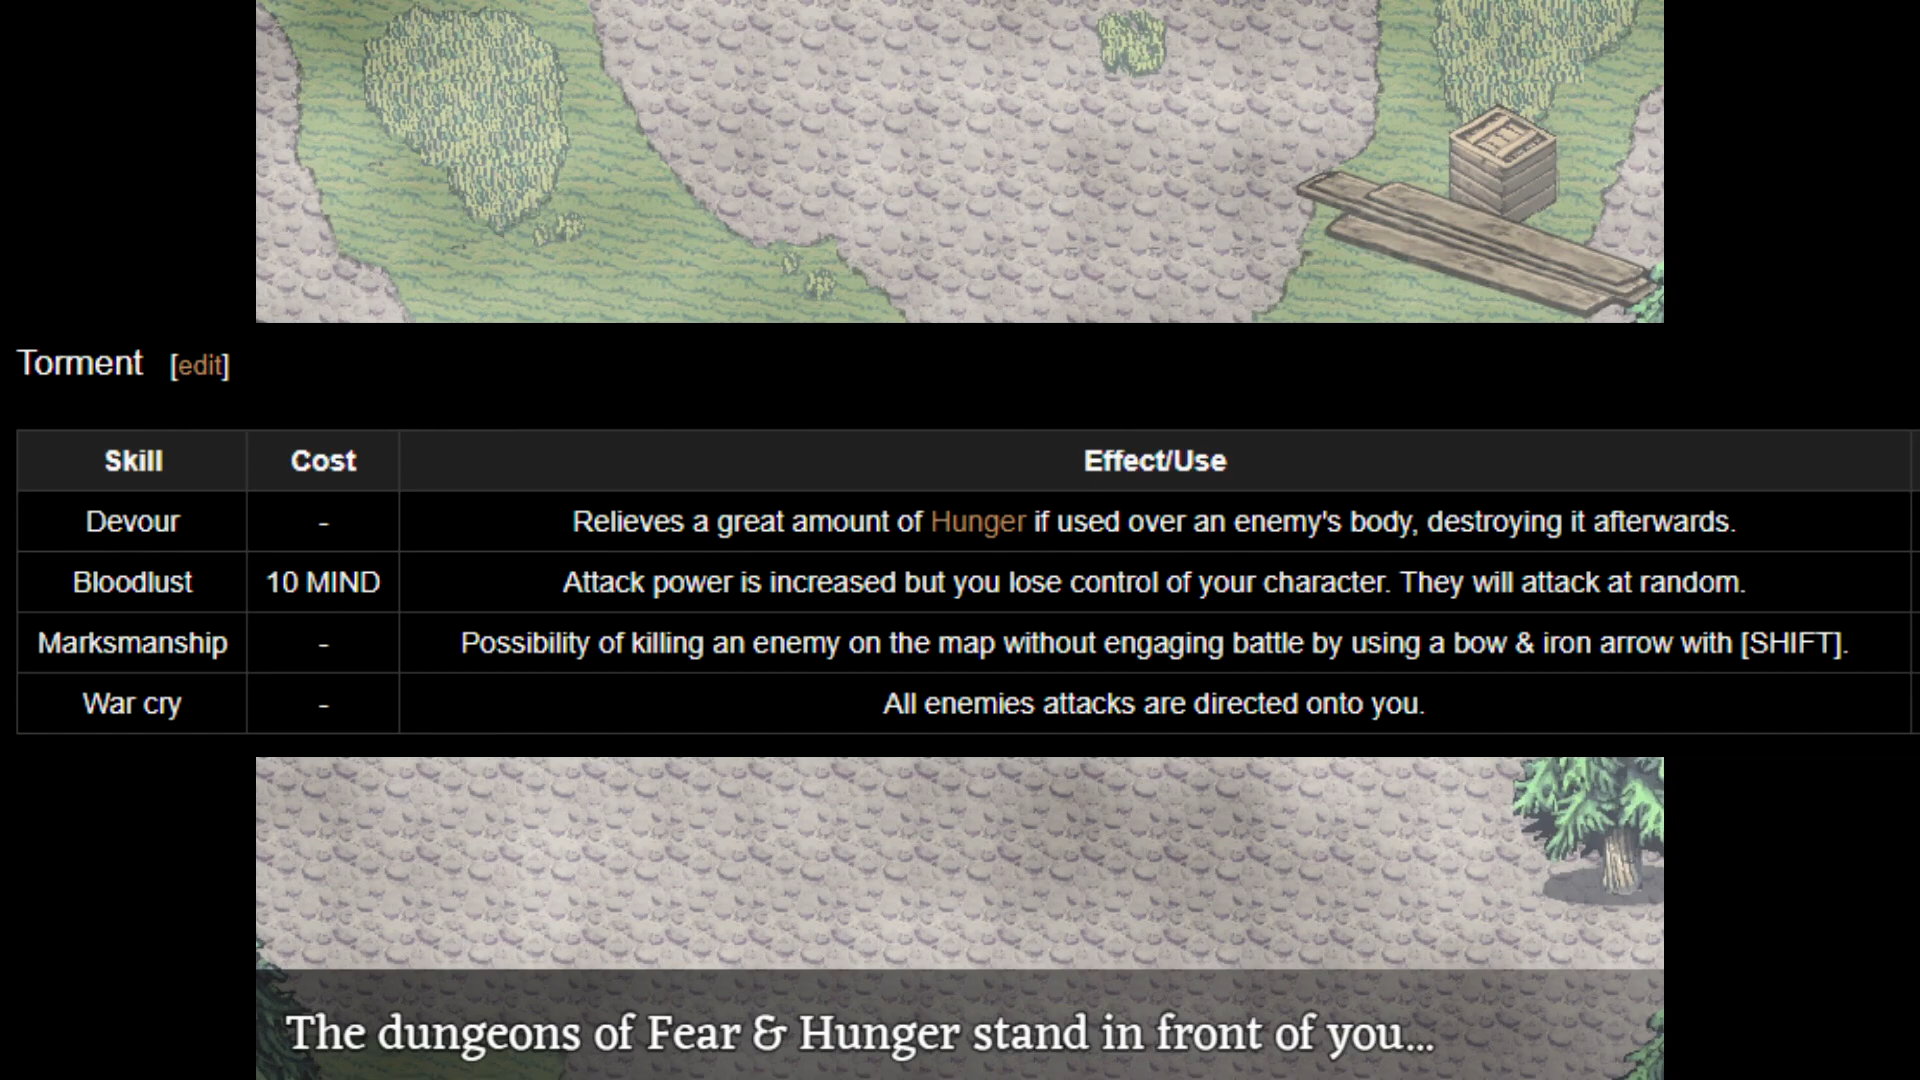 Torment [edit]
Skill Cost Effect/Use
Devour - Relieves a great amount of Hunger if used over an enemy's body, destroying it afterwards.
Bloodlust 10 MIND Attack power is increased but you lose control of your character. They will attack at random.
Marksmanship - Possibility of killing an enemy on the map without engaging battle by using a bow & iron arrow with [SHIFT].
War cry - All enemies attacks are directed onto you.
The dungeons of Fear & Hunger stand in front of you...